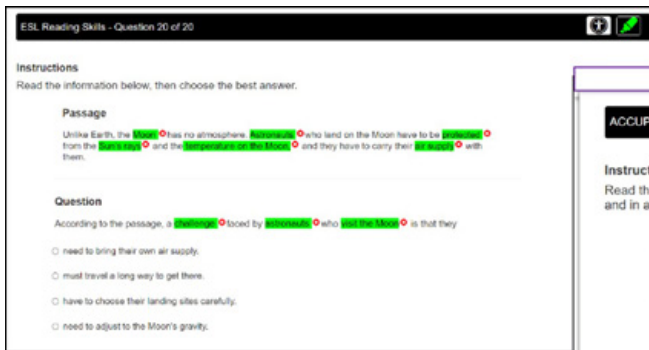 ESL Reading Skills - Question 20 of 20
Instructions
Read the information below, then choose the best answer.
Passage
Unlike Earth, the Moon has no atmosphere. Astronauts who land on the Moon have to be protected
from the Sun's rays and the temperature on the Moon, and they have to carry their air supply with
them.
Question
According to the passage, a challenge faced by astronauts who visit the Moon is that they
need to bring their own air supply.
must travel a long way to get there.
have to choose their landing sites carefully.
need to adjust to the Moon's gravity.
ACCUP
Instruct
Read th
and in a